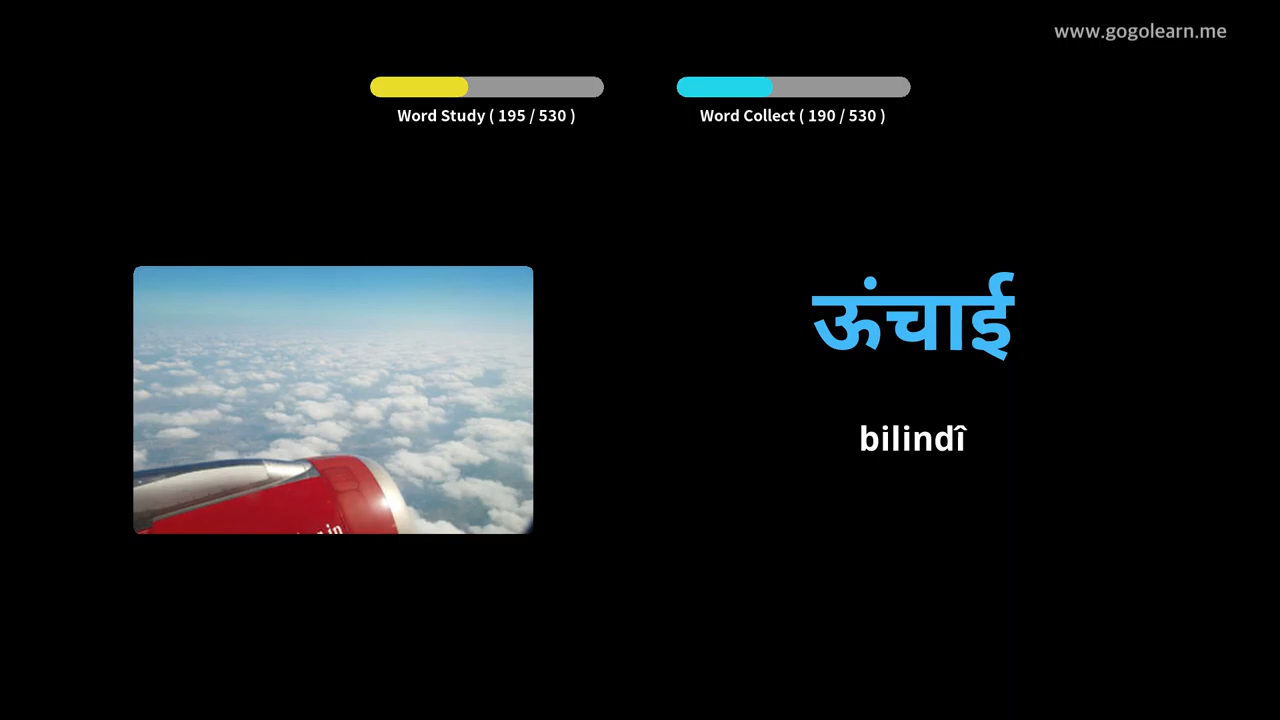 www.gogolearn.me
Word Study ( 195 / 530 )
Word Collect ( 190 / 530 )
ऊंचाई
bilindî